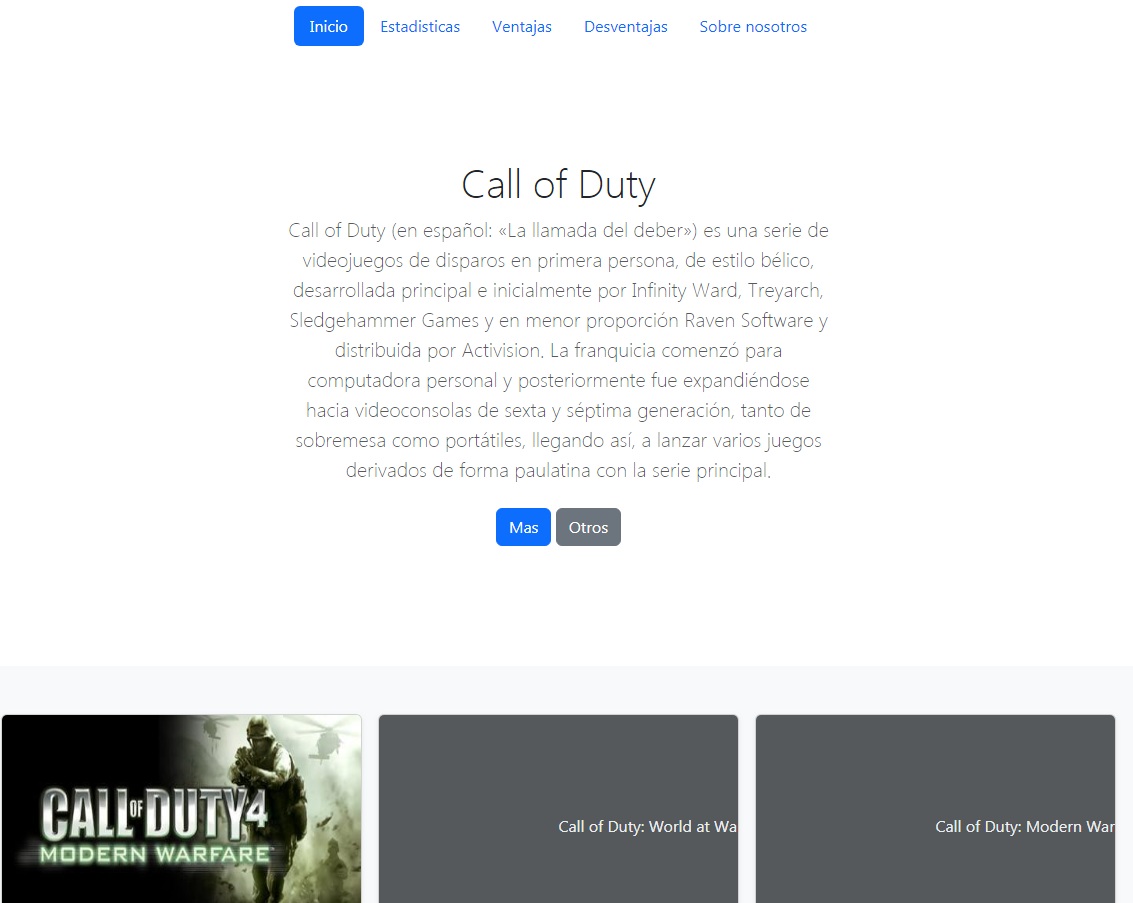 Inicio Estadisticas Ventajas Desventajas Sobre nosotros
Call of Duty
Call of Duty (en español: «La llamada del deber») es una serie de
videojuegos de disparos en primera persona, de estilo bélico,
desarrollada principal e inicialmente por Infinity Ward, Treyarch,
Sledgehammer Games y en menor proporción Raven Software y
distribuida por Activision. La franquicia comenzó para
computadora personal y posteriormente fue expandiéndose
hacia videoconsolas de sexta y séptima generación, tanto de
sobremesa como portátiles, llegando así, a lanzar varios juegos
derivados de forma paulatina con la serie principal.
Mas Otros
CALL OF DUTY 4
MODERN WARFARE
Call of Duty: World at Wa
Call of Duty: Modern War